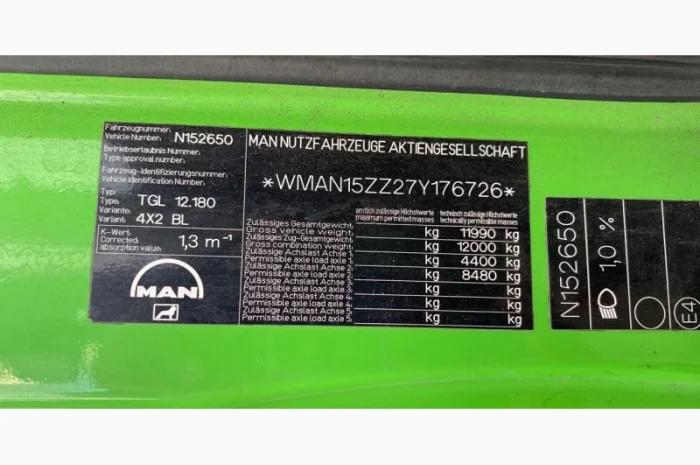 Fahrzeugnummer
Vehicle Number: N152650
Betriebserlaubnis Nummer:
Type approval number:
Fahrzeug-Identifizierungsnummer
Vehicle Identification Number:
Typ
Type: TGL 12.180
Variante:
Variant: 4X2 BL
K-Wert:
Corrected absorption value: 1,3 m⁻¹
MAN
MAN NUTZFAHRZEUGE AKTIENGESELLSCHAFT
*WMAN15ZZ27Y176726*
amtlich zulässige Höchstwerte technisch zulässige Höchstwerte
maximum permitted masses technically permissible masses
Zulässiges Gesamtgewicht
Gross vehicle weight: kg 11990 kg
Zulässiges Zug-Gesamtgewicht
Gross combination weight: kg 12000 kg
Zulässige Achslast Achse 1
Permissible axle load axle 1 kg 4400 kg
Zulässige Achslast Achse 2
Permissible axle load axle 2 kg 8480 kg
Zulässige Achslast Achse 3
Permissible axle load axle 3 kg kg
Zulässige Achslast Achse 4
Permissible axle load axle 4 kg kg
Zulässige Achslast Achse 5
Permissible axle load axle 5 kg kg
N152650
1,0 %
E4